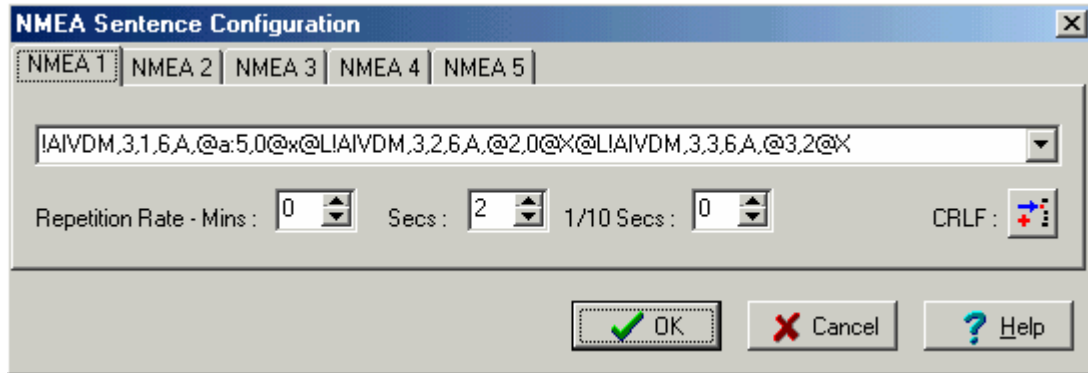 NMEA Sentence Configuration
NMEA 1 NMEA 2 NMEA 3 NMEA 4 NMEA 5
!AIVDM,3,1,6,A,@a:5,0@x@L!AIVDM,3,2,6,A,@2,0@X@L!AIVDM,3,3,6,A,@3,2@X
Repetition Rate - Mins : 0 Secs : 2 1/10 Secs : 0 CRLF :
OK Cancel Help